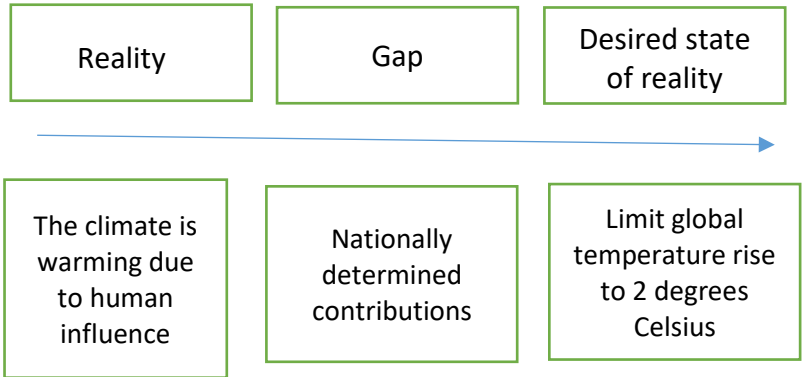 Reality
Gap
Desired state
of reality
The climate is
warming due
to human
influence
Nationally
determined
contributions
Limit global
temperature rise
to 2 degrees
Celsius